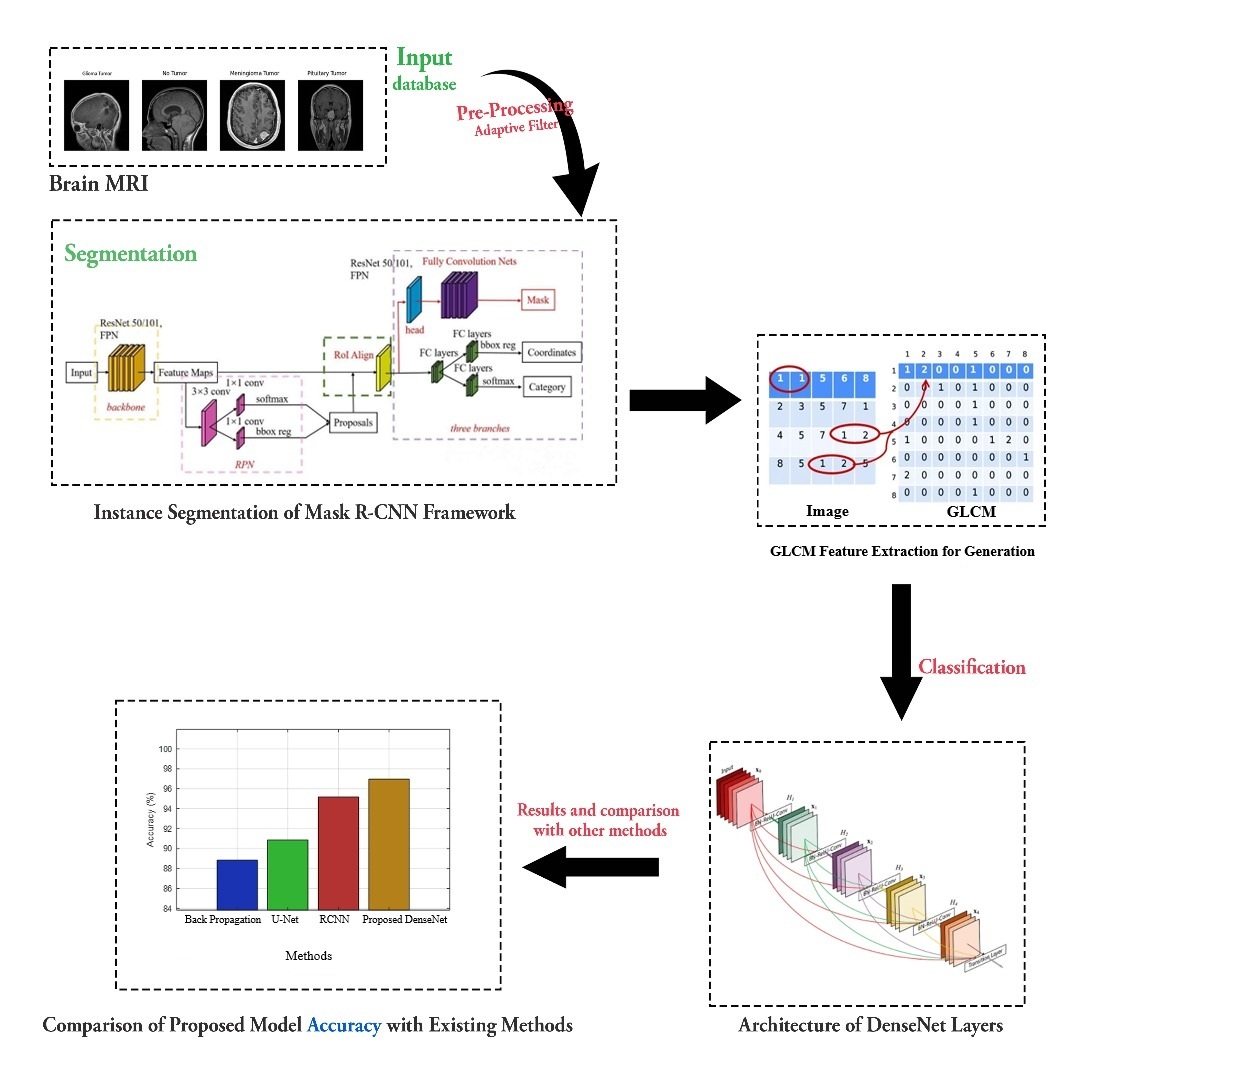 Glioma Tumor
No Tumor
Meningioma Tumor
Pituitary Tumor
Input
database
Brain MRI
Pre-Processing
Adaptive Filter
Segmentation
ResNet 50/101,
FPN
Fully Convolution Nets
Mask
head
ResNet 50/101,
FPN
RoI Align
FC layers
FC layers
bbox reg
Coordinates
FC layers
softmax
Category
Input
Feature Maps
backbone
3×3 conv
1×1 conv
softmax
1×1 conv
bbox reg
Proposals
RPN
three branches
Instance Segmentation of Mask R-CNN Framework
1 1 5 6 8
2 3 5 7 1
4 5 7 1 2
8 5 1 2 5
Image
1 2 3 4 5 6 7 8
1 1 2 0 0 1 0 0 0
2 0 0 1 0 1 0 0 0
3 0 0 0 0 1 0 0 0
4 0 0 0 0 1 0 0 0
5 1 0 0 0 0 1 2 0
6 0 0 0 0 0 0 0 1
7 2 0 0 0 0 0 0 0
8 0 0 0 0 1 0 0 0
GLCM
GLCM Feature Extraction for Generation
Classification
Input
x0
H1
BN-ReLU-Conv
x1
H2
BN-ReLU-Conv
x2
H3
BN-ReLU-Conv
x3
H4
BN-ReLU-Conv
x4
Transition Layer
Architecture of DenseNet Layers
Results and comparison
with other methods
100
98
96
94
92
90
88
86
84
Accuracy (%)
Back Propagation
U-Net
RCNN
Proposed DenseNet
Methods
Comparison of Proposed Model Accuracy with Existing Methods